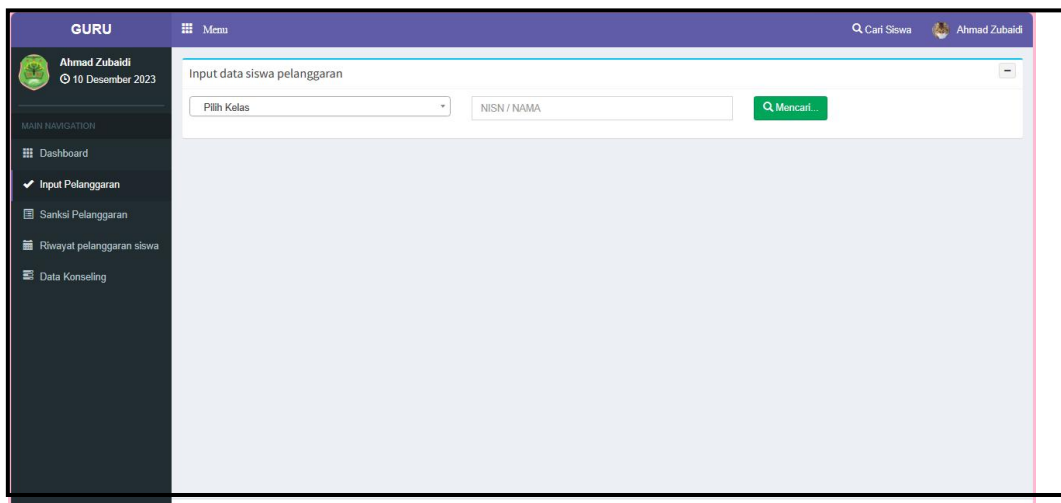 GURU
Menu
Cari Siswa
Ahmad Zubaidi
Ahmad Zubaidi
10 Desember 2023
MAIN NAVIGATION
Dashboard
Input Pelanggaran
Sanksi Pelanggaran
Riwayat pelanggaran siswa
Data Konseling
Input data siswa pelanggaran
Pilih Kelas
NISN / NAMA
Mencari...